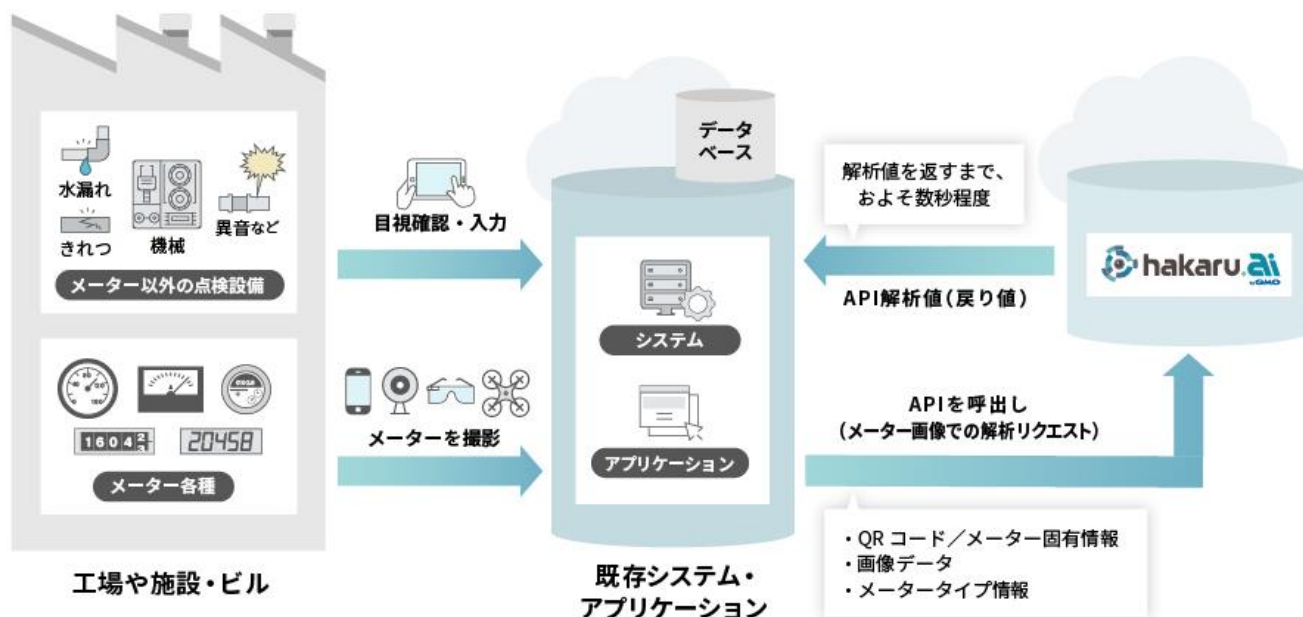 水漏れ
きれつ
機械
異音など
メーター以外の点検設備
16042
20458
メーター各種
工場や施設・ビル
目視確認・入力
メーターを撮影
データ
ベース
システム
アプリケーション
既存システム・
アプリケーション
解析値を返すまで、
およそ数秒程度
API解析値(戻り値)
hakaru.ai
byGMO
APIを呼出し
(メーター画像での解析リクエスト)
・QRコード／メーター固有情報
・画像データ
・メータータイプ情報